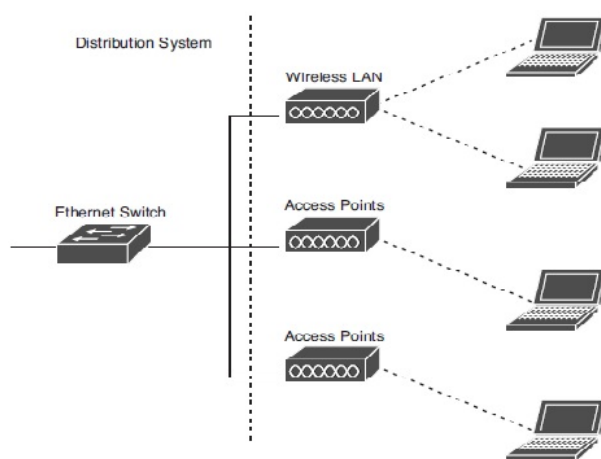 Distribution System
Wireless LAN
Ethernet Switch
Access Points
Access Points